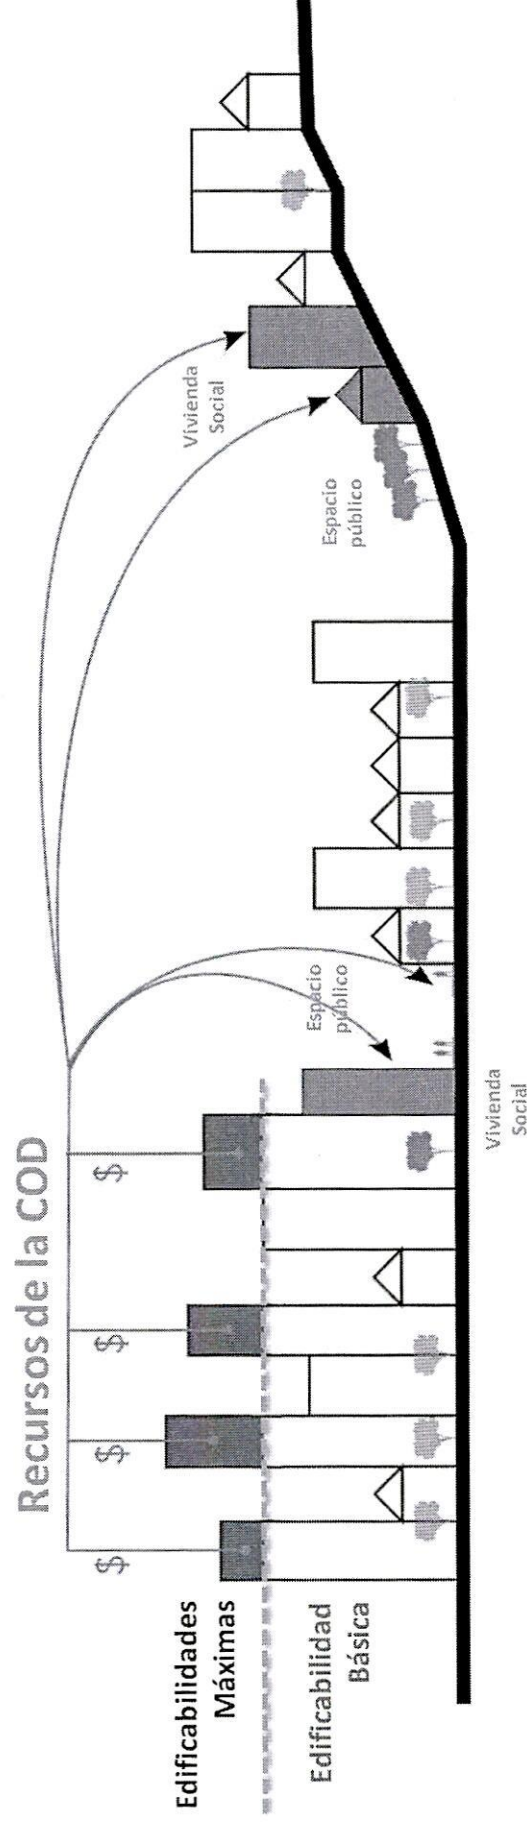 Recursos de la COD
$
$
$
$
Edificabilidades
Máximas
Edificabilidad
Básica
Espacio
público
Vivienda
Social
Espacio
público
Vivienda
Social